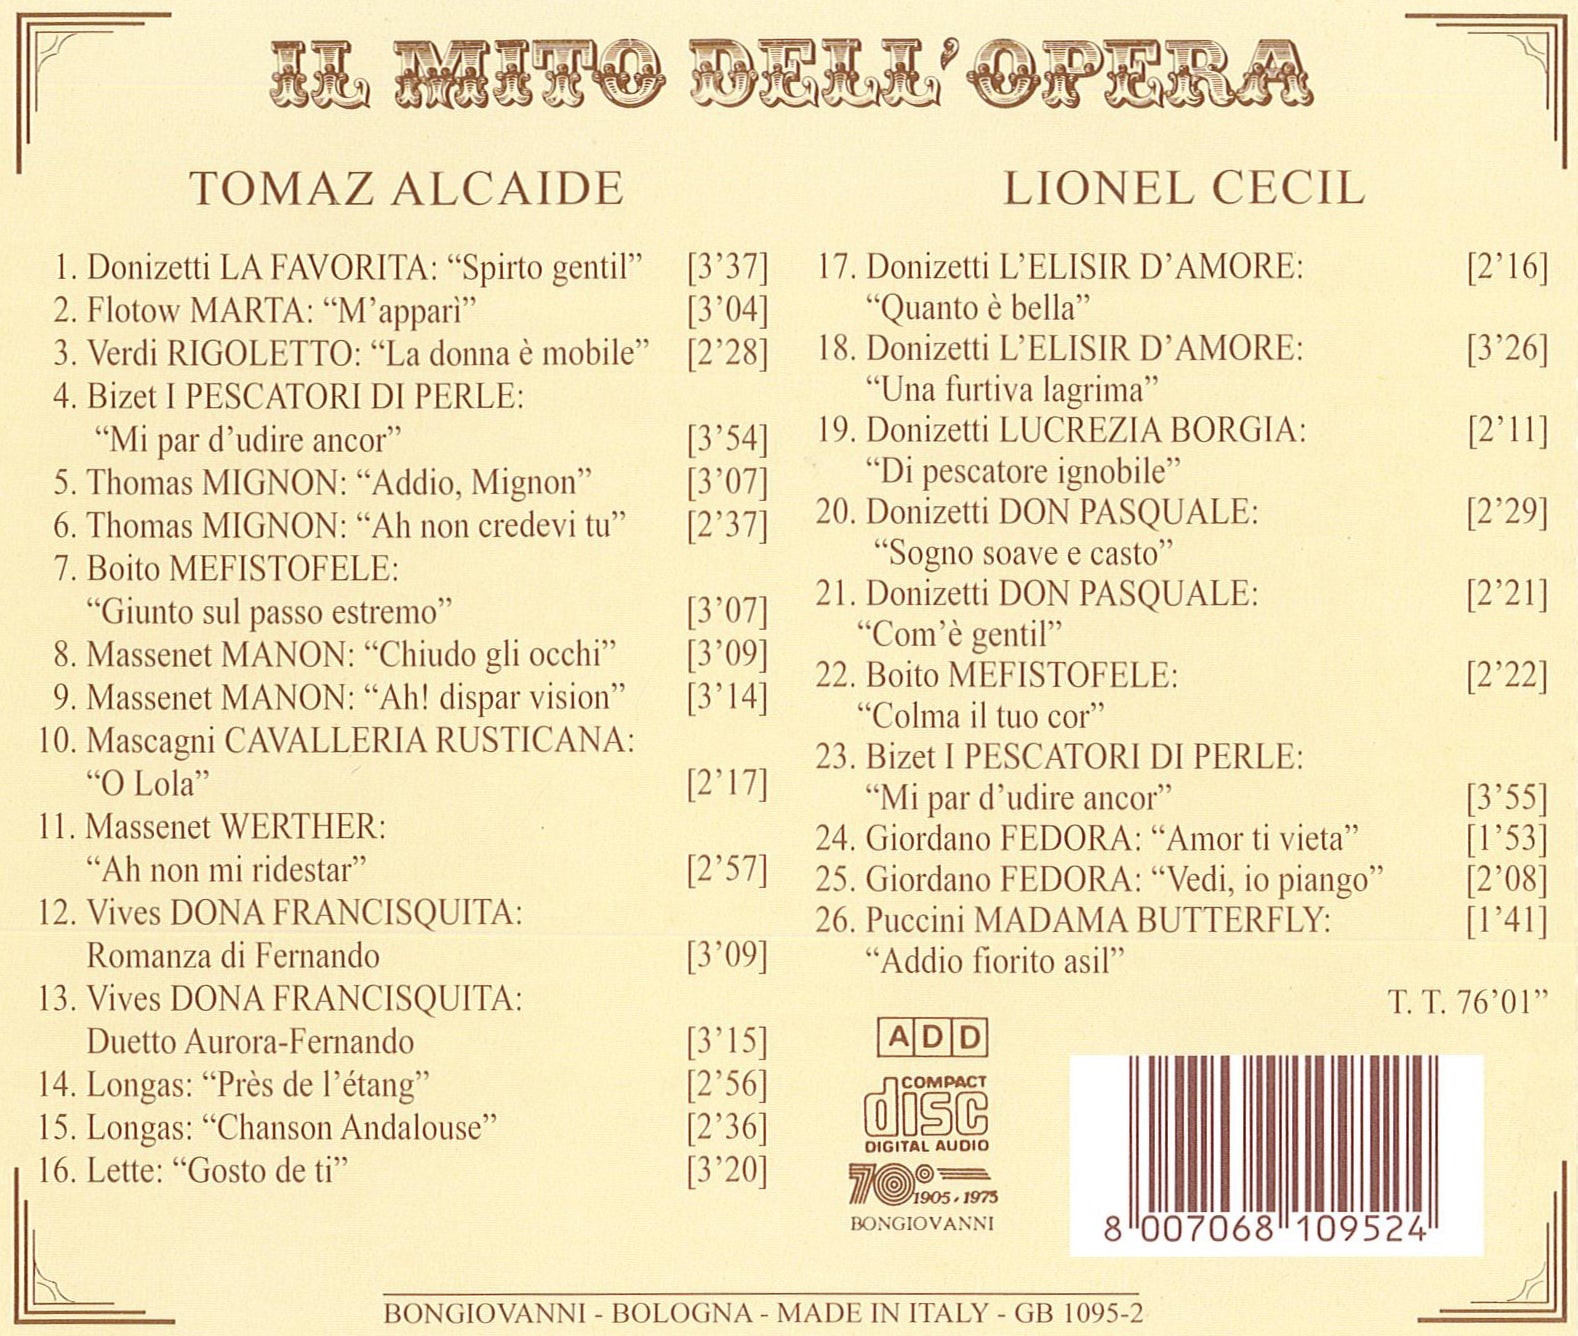 IL MITO DELL'OPERA
TOMAZ ALCAIDE
1. Donizetti LA FAVORITA: “Spirto gentil” [3’37]
2. Flotow MARTA: “M’apparì” [3’04]
3. Verdi RIGOLETTO: “La donna è mobile” [2’28]
4. Bizet I PESCATORI DI PERLE:
“Mi par d’udire ancor” [3’54]
5. Thomas MIGNON: “Addio, Mignon” [3’07]
6. Thomas MIGNON: “Ah non credevi tu” [2’37]
7. Boito MEFISTOFELE:
“Giunto sul passo estremo” [3’07]
8. Massenet MANON: “Chiudo gli occhi” [3’09]
9. Massenet MANON: “Ah! dispar vision” [3’14]
10. Mascagni CAVALLERIA RUSTICANA:
“O Lola” [2’17]
11. Massenet WERTHER:
“Ah non mi ridestar” [2’57]
12. Vives DONA FRANCISQUITA:
Romanza di Fernando [3’09]
13. Vives DONA FRANCISQUITA:
Duetto Aurora-Fernando [3’15]
14. Longas: “Près de l’étang” [2’56]
15. Longas: “Chanson Andalouse” [2’36]
16. Lette: “Gosto de ti” [3’20]
LIONEL CECIL
17. Donizetti L’ELISIR D’AMORE: [2’16]
“Quanto è bella”
18. Donizetti L’ELISIR D’AMORE: [3’26]
“Una furtiva lagrima”
19. Donizetti LUCREZIA BORGIA: [2’11]
“Di pescatore ignobile”
20. Donizetti DON PASQUALE: [2’29]
“Sogno soave e casto”
21. Donizetti DON PASQUALE: [2’21]
“Com’è gentil”
22. Boito MEFISTOFELE: [2’22]
“Colma il tuo cor”
23. Bizet I PESCATORI DI PERLE:
“Mi par d’udire ancor” [3’55]
24. Giordano FEDORA: “Amor ti vieta” [1’53]
25. Giordano FEDORA: “Vedi, io piango” [2’08]
26. Puccini MADAMA BUTTERFLY: [1’41]
“Addio fiorito asil”
T. T. 76’01”
ADD
COMPACT
disc
DIGITAL AUDIO
70°
1905-1975
BONGIOVANNI
8 007068 109524
BONGIOVANNI - BOLOGNA - MADE IN ITALY - GB 1095-2